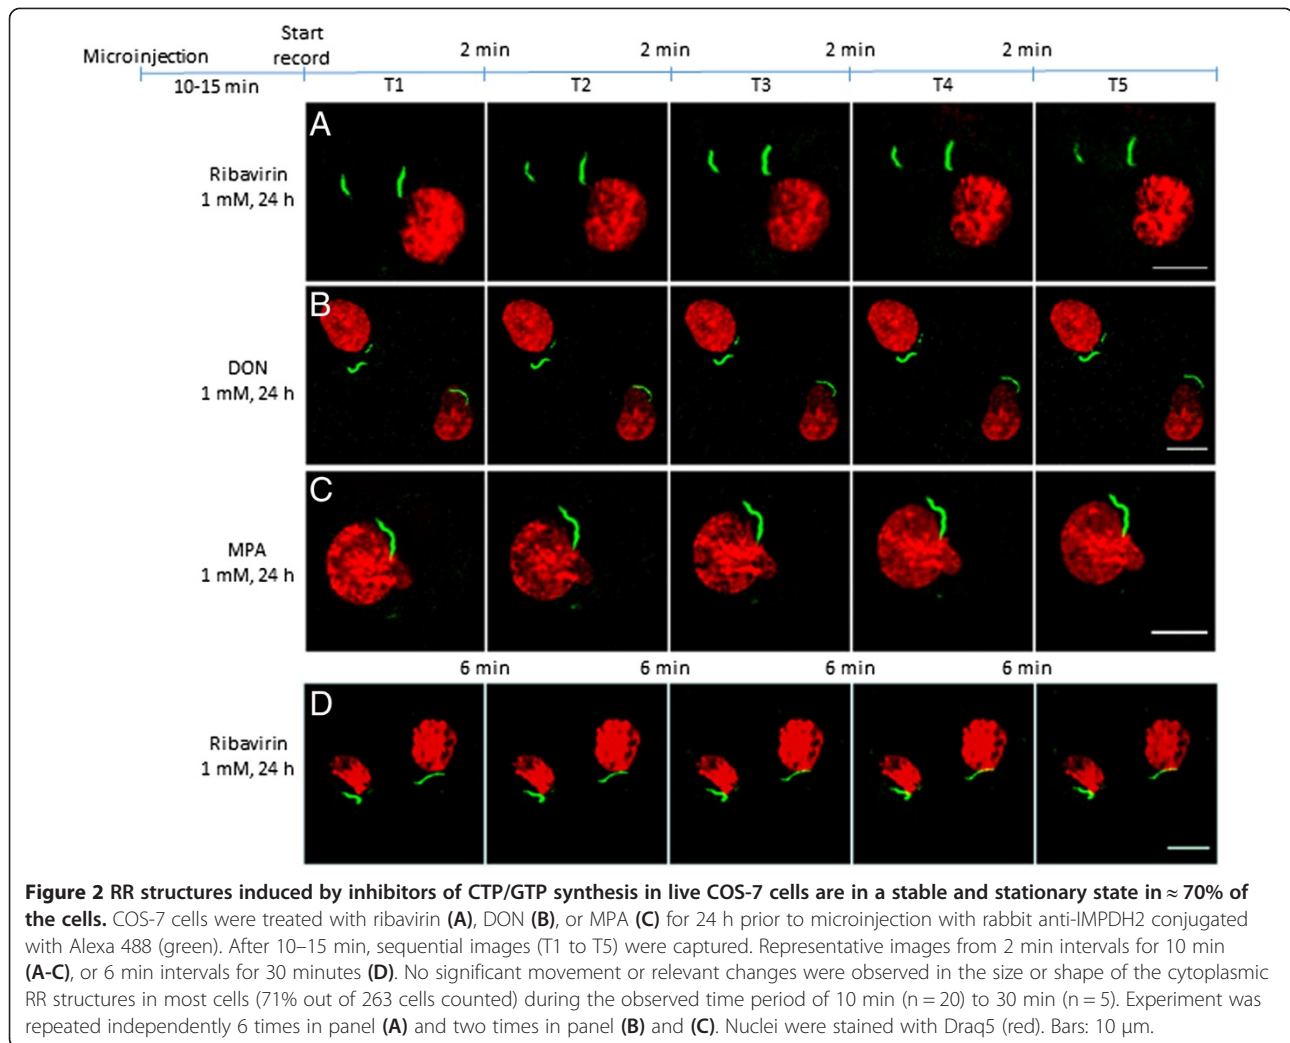 Start
Microinjection record 2 min 2 min 2 min 2 min
10-15 min T1 T2 T3 T4 T5
A
Ribavirin
1 mM, 24 h
B
DON
1 mM, 24 h
C
MPA
1 mM, 24 h
6 min 6 min 6 min 6 min
D
Ribavirin
1 mM, 24 h
Figure 2 RR structures induced by inhibitors of CTP/GTP synthesis in live COS-7 cells are in a stable and stationary state in ≈ 70% of
the cells. COS-7 cells were treated with ribavirin (A), DON (B), or MPA (C) for 24 h prior to microinjection with rabbit anti-IMPDH2 conjugated
with Alexa 488 (green). After 10–15 min, sequential images (T1 to T5) were captured. Representative images from 2 min intervals for 10 min
(A-C), or 6 min intervals for 30 minutes (D). No significant movement or relevant changes were observed in the size or shape of the cytoplasmic
RR structures in most cells (71% out of 263 cells counted) during the observed time period of 10 min (n = 20) to 30 min (n = 5). Experiment was
repeated independently 6 times in panel (A) and two times in panel (B) and (C). Nuclei were stained with Draq5 (red). Bars: 10 μm.